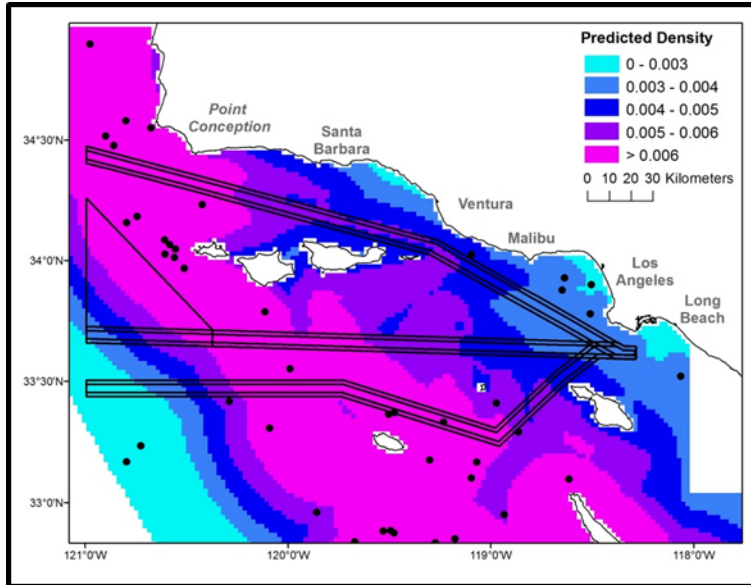 Predicted Density
0 - 0.003
0.003 - 0.004
0.004 - 0.005
0.005 - 0.006
> 0.006
0 10 20 30 Kilometers
Point
Conception
Santa
Barbara
Ventura
Malibu
Los
Angeles
Long
Beach
34°30'N
34°0'N
33°30'N
33°0'N
121°0'W
120°0'W
119°0'W
118°0'W